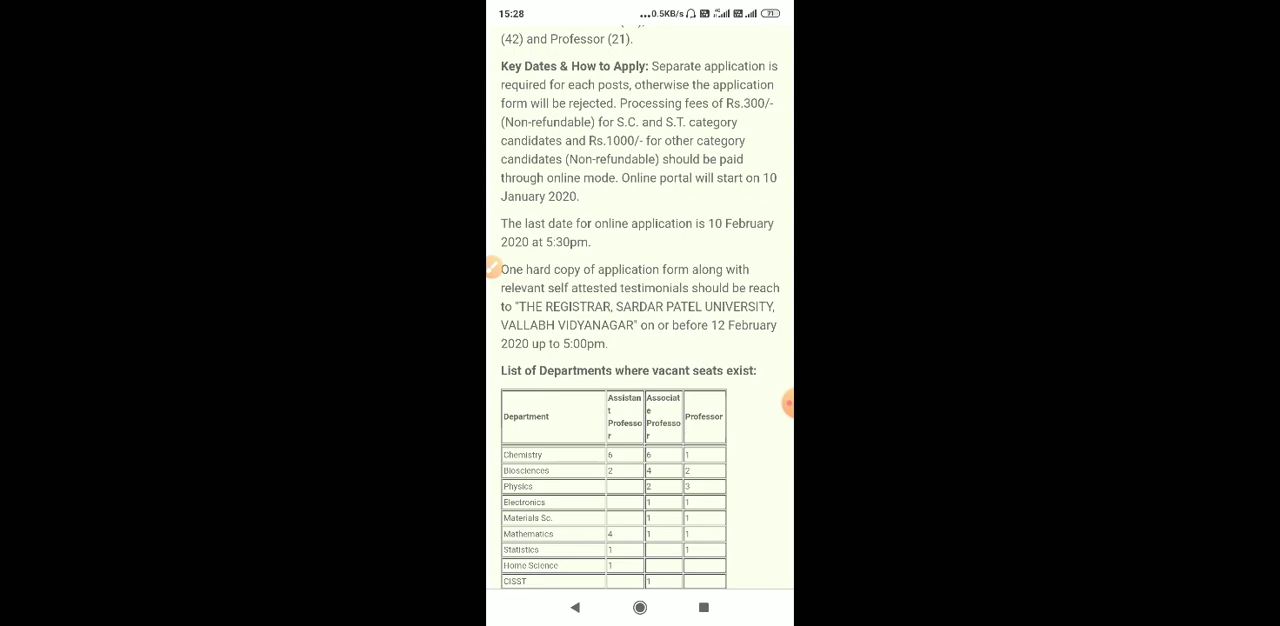 15:28
...0.5KB/s
71
(42) and Professor (21).
Key Dates & How to Apply: Separate application is
required for each posts, otherwise the application
form will be rejected. Processing fees of Rs.300/-
(Non-refundable) for S.C. and S.T. category
candidates and Rs.1000/- for other category
candidates (Non-refundable) should be paid
through online mode. Online portal will start on 10
January 2020.
The last date for online application is 10 February
2020 at 5:30pm.
One hard copy of application form along with
relevant self attested testimonials should be reach
to "THE REGISTRAR, SARDAR PATEL UNIVERSITY,
VALLABH VIDYANAGAR" on or before 12 February
2020 up to 5:00pm.
List of Departments where vacant seats exist:
Department
Assistan
t
Professo
r
Associat
e
Professo
r
Professor
Chemistry 6 6 1
Biosciences 2 4 2
Physics 2 3
Electronics 1 1
Materials Sc. 1 1
Mathematics 4 1 1
Statistics 1 1
Home Science 1
CISST 1